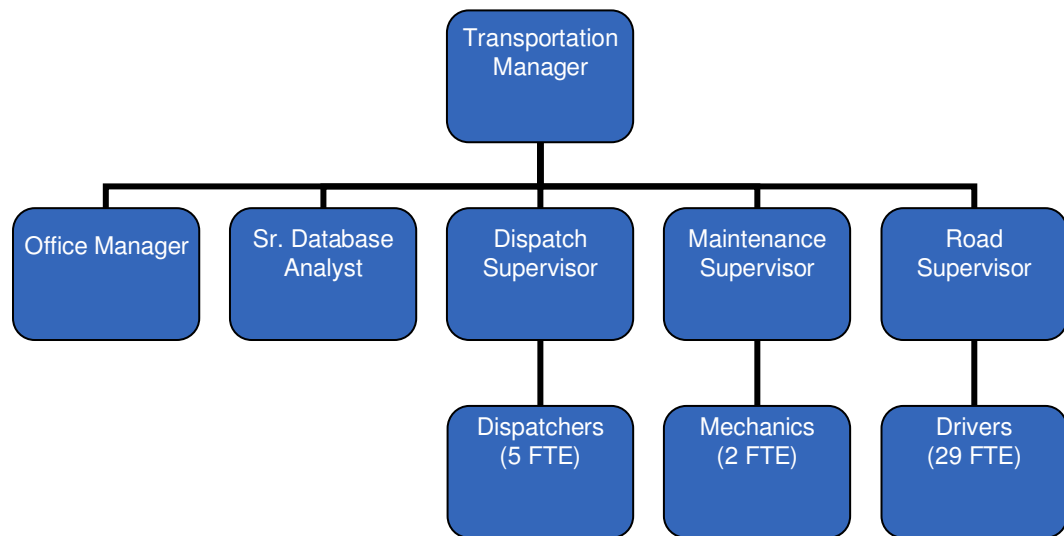 Transportation
Manager
Office Manager
Sr. Database
Analyst
Dispatch
Supervisor
Maintenance
Supervisor
Road
Supervisor
Dispatchers
(5 FTE)
Mechanics
(2 FTE)
Drivers
(29 FTE)